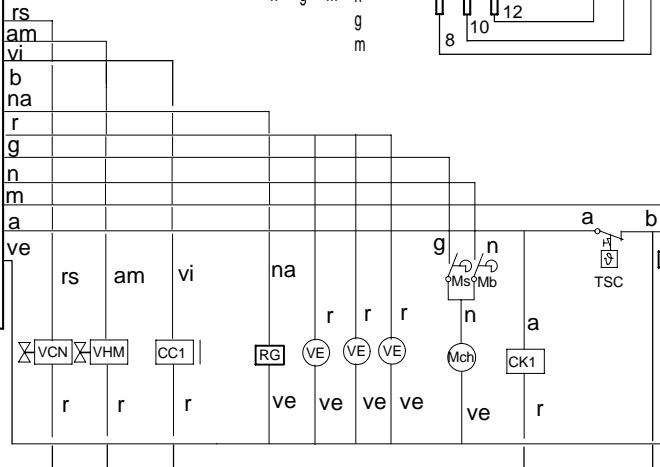 n g m n
g
m
12
10
8
rs
am
vi
b
na
r
g
n
m
a
ve
a b
g n
rs am vi na
Ms Mb
TSC
r r r n a
VCN VHM CC1 RG VE VE VE Mch CK1
r r r ve ve ve ve ve r